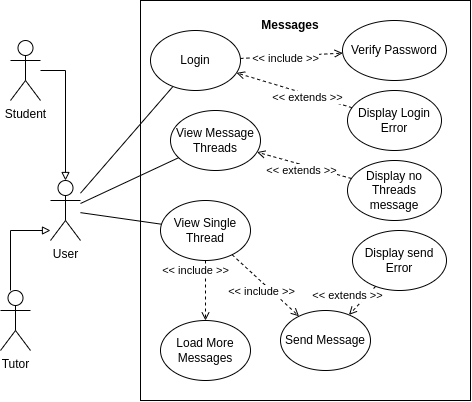 Messages
Login
<< include >>
Verify Password
Student
<< extends >>
Display Login
Error
View Message
Threads
<< extends >>
Display no
Threads
message
User
View Single
Thread
Display send
Error
<< include >>
<< include >>
<< extends >>
Load More
Messages
Send Message
Tutor